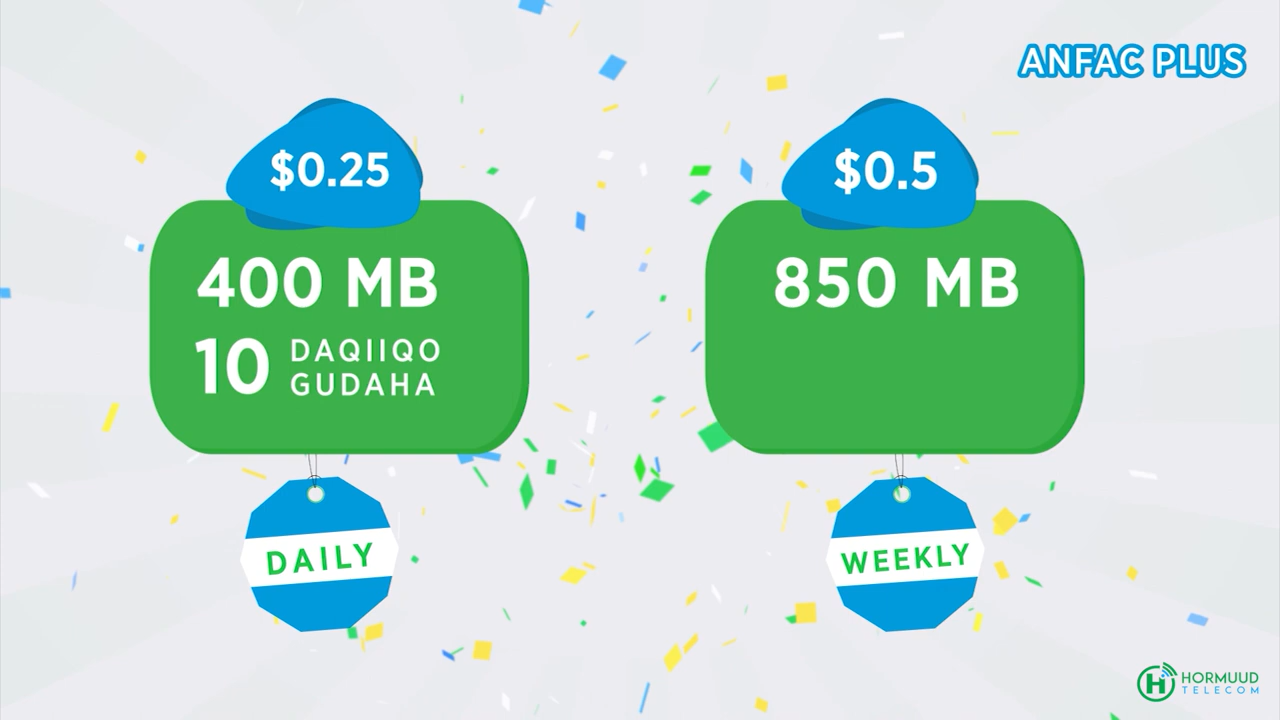 ANFAC PLUS
$0.25
400 MB
10 DAQIIQO
GUDAHA
DAILY
$0.5
850 MB
WEEKLY
HORMUUD
TELECOM